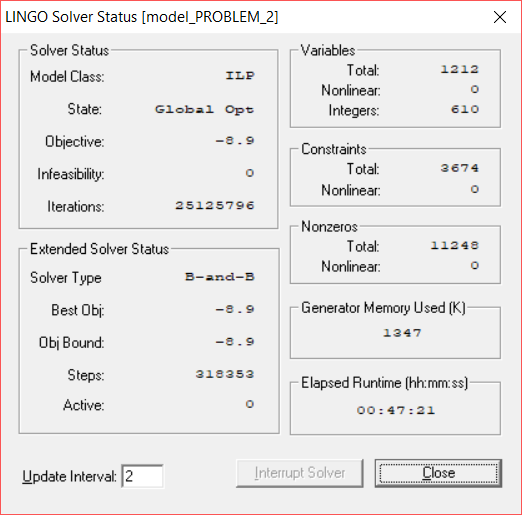 LINGO Solver Status [model_PROBLEM_2]
Solver Status
Model Class: ILP
State: Global Opt
Objective: -8.9
Infeasibility: 0
Iterations: 25125796
Extended Solver Status
Solver Type B-and-B
Best Obj: -8.9
Obj Bound: -8.9
Steps: 318353
Active: 0
Variables
Total: 1212
Nonlinear: 0
Integers: 610
Constraints
Total: 3674
Nonlinear: 0
Nonzeros
Total: 11248
Nonlinear: 0
Generator Memory Used (K)
1347
Elapsed Runtime (hh:mm:ss)
00:47:21
Update Interval: 2
Interrupt Solver
Close